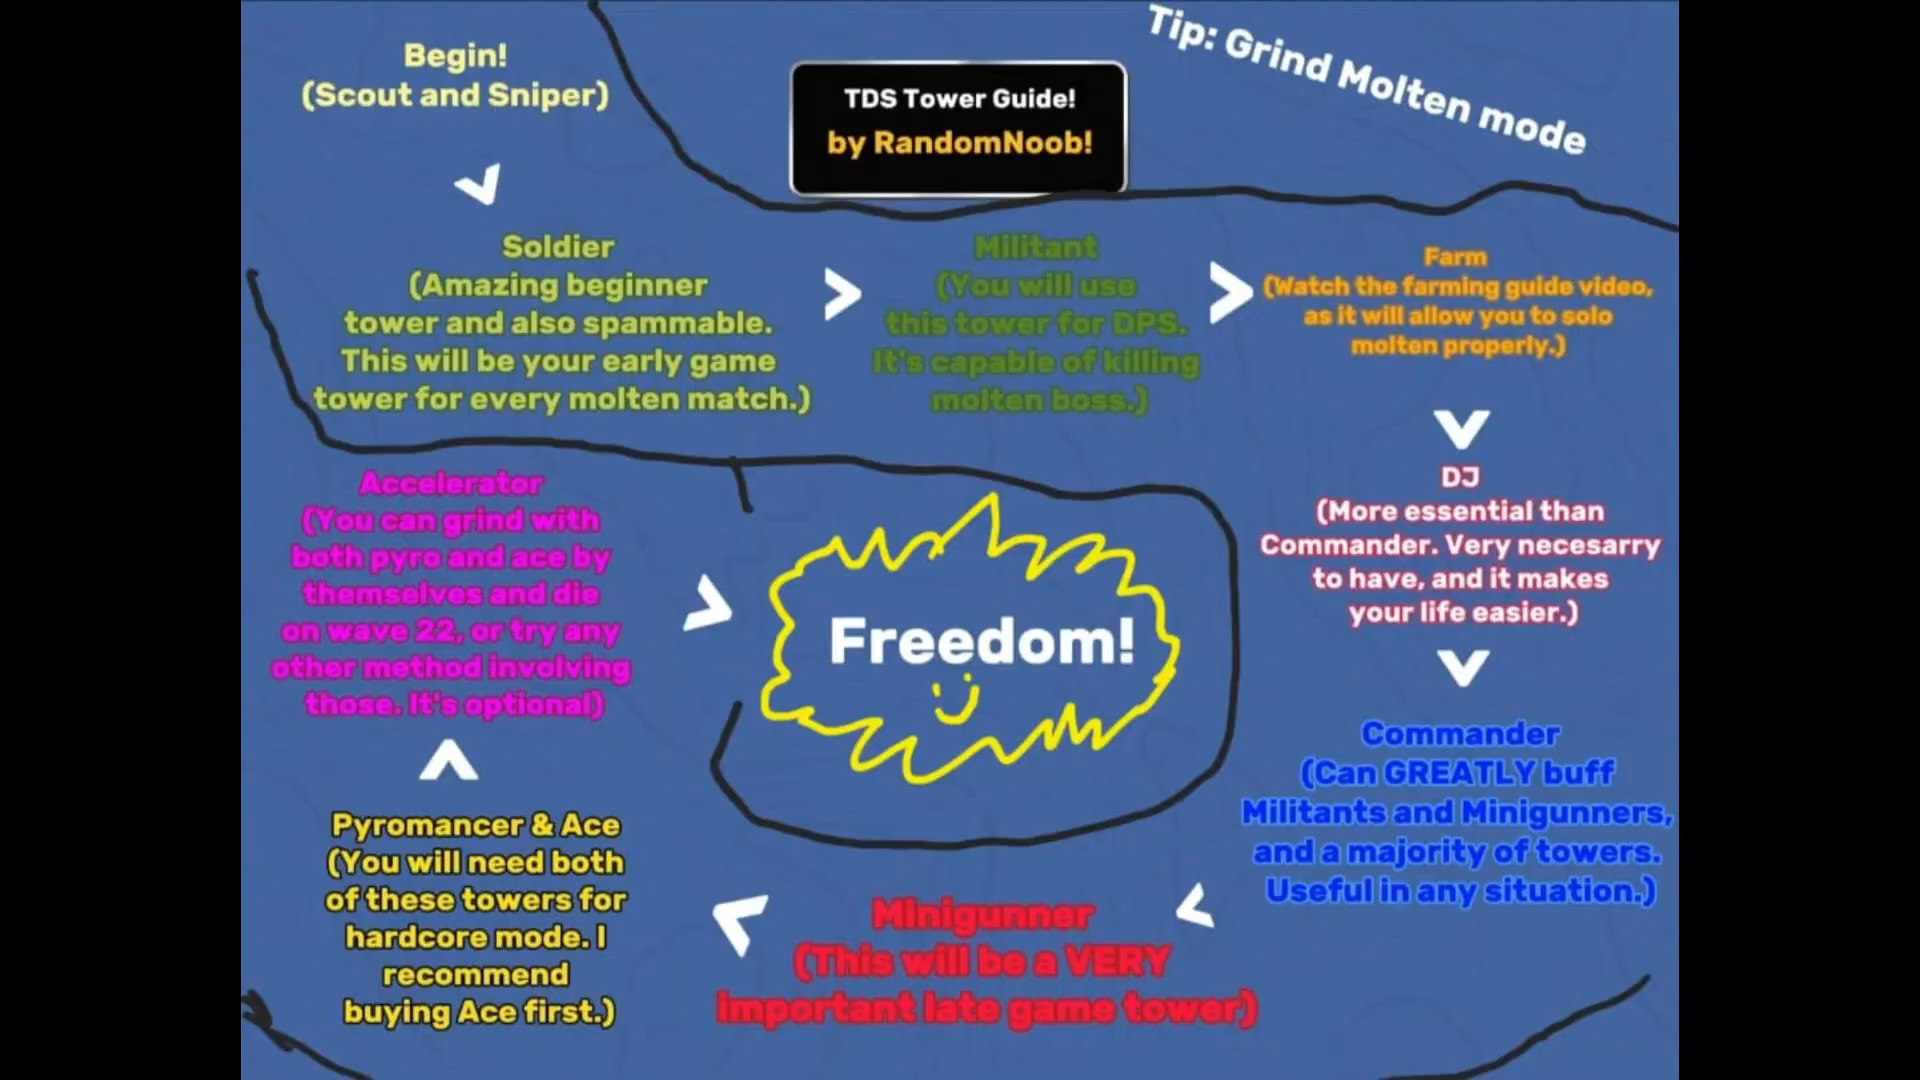 Begin!
(Scout and Sniper)
TDS Tower Guide!
by RandomNoob!
Tip: Grind Molten mode
Soldier
(Amazing beginner
tower and also spammable.
This will be your early game
tower for every molten match.)
Militant
(You will use
this tower for DPS.
It's capable of killing
molten boss.)
Farm
(Watch the farming guide video,
as it will allow you to solo
molten properly.)
DJ
(More essential than
Commander. Very necesarry
to have, and it makes
your life easier.)
Commander
(Can GREATLY buff
Militants and Minigunners,
and a majority of towers.
Useful in any situation.)
Minigunner
(This will be a VERY
important late game tower)
Pyromancer & Ace
(You will need both
of these towers for
hardcore mode. I
recommend
buying Ace first.)
Accelerator
(You can grind with
both pyro and ace by
themselves and die
on wave 22, or try any
other method involving
those. It's optional)
Freedom!